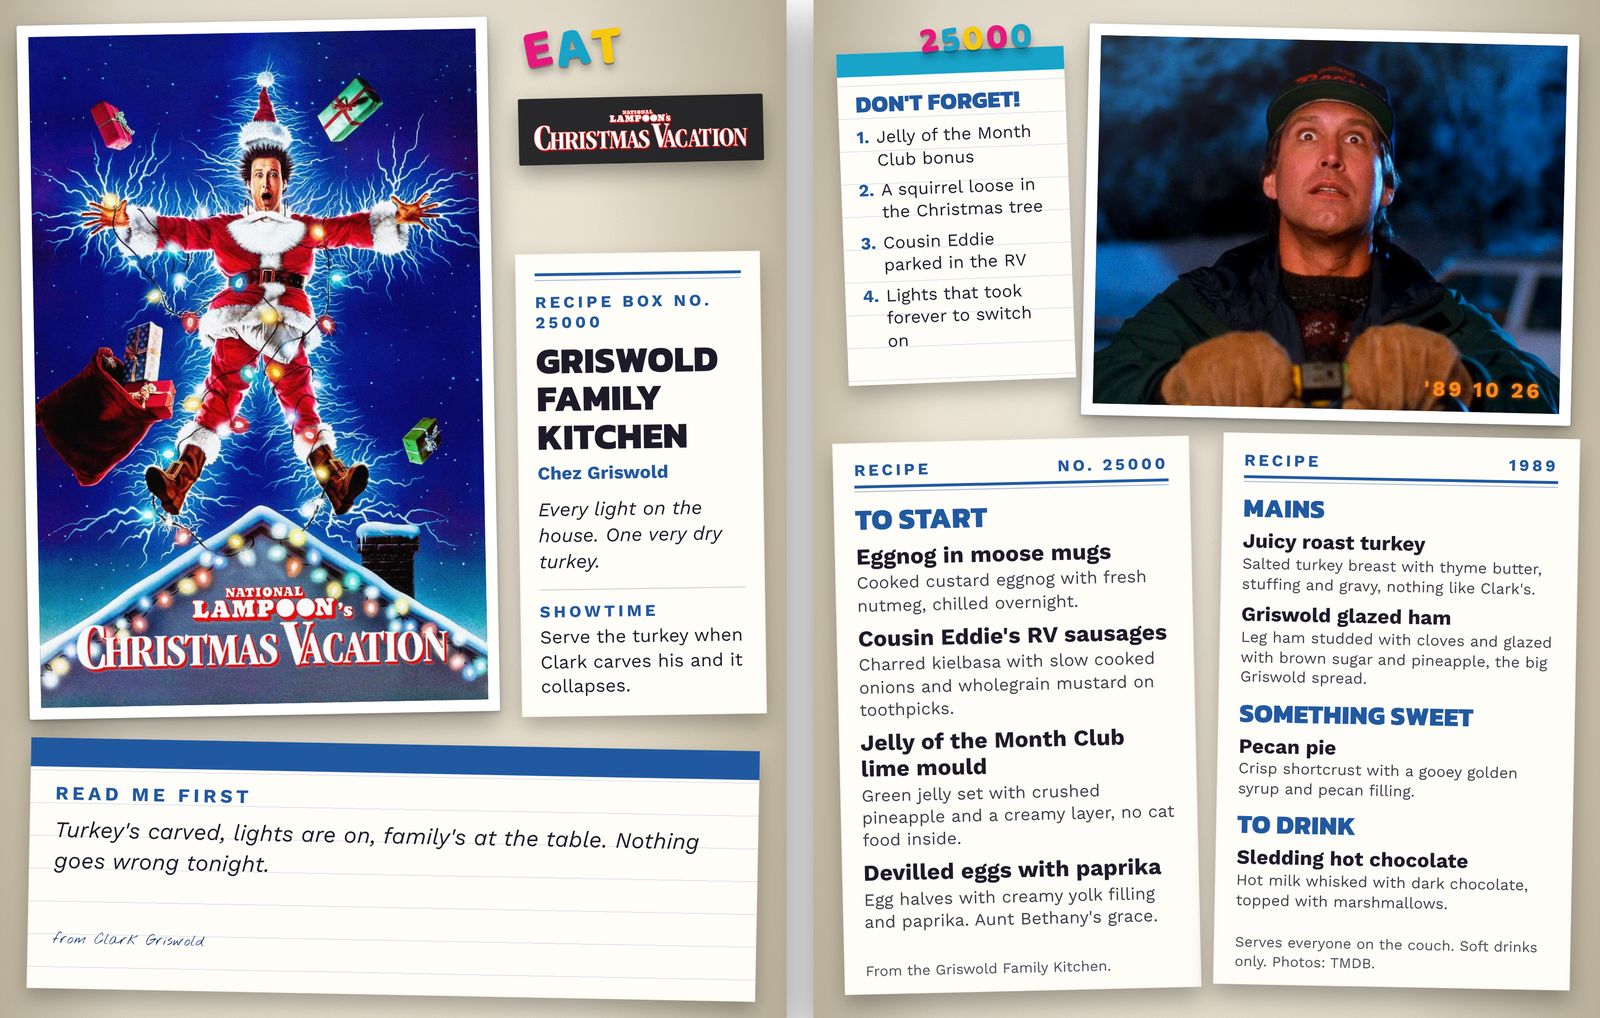 EAT
NATIONAL
LAMPOON's
CHRISTMAS VACATION
RECIPE BOX NO.
25000
GRISWOLD
FAMILY
KITCHEN
Chez Griswold
Every light on the
house. One very dry
turkey.
SHOWTIME
Serve the turkey when
Clark carves his and it
collapses.
NATIONAL
LAMPOON's
CHRISTMAS VACATION
READ ME FIRST
Turkey's carved, lights are on, family's at the table. Nothing
goes wrong tonight.
from Clark Griswold
25000
DON'T FORGET!
1. Jelly of the Month
Club bonus
2. A squirrel loose in
the Christmas tree
3. Cousin Eddie
parked in the RV
4. Lights that took
forever to switch
on
'89 10 26
RECIPE NO. 25000
TO START
Eggnog in moose mugs
Cooked custard eggnog with fresh
nutmeg, chilled overnight.
Cousin Eddie's RV sausages
Charred kielbasa with slow cooked
onions and wholegrain mustard on
toothpicks.
Jelly of the Month Club
lime mould
Green jelly set with crushed
pineapple and a creamy layer, no cat
food inside.
Devilled eggs with paprika
Egg halves with creamy yolk filling
and paprika. Aunt Bethany's grace.
From the Griswold Family Kitchen.
RECIPE 1989
MAINS
Juicy roast turkey
Salted turkey breast with thyme butter,
stuffing and gravy, nothing like Clark's.
Griswold glazed ham
Leg ham studded with cloves and glazed
with brown sugar and pineapple, the big
Griswold spread.
SOMETHING SWEET
Pecan pie
Crisp shortcrust with a gooey golden
syrup and pecan filling.
TO DRINK
Sledding hot chocolate
Hot milk whisked with dark chocolate,
topped with marshmallows.
Serves everyone on the couch. Soft drinks
only. Photos: TMDB.